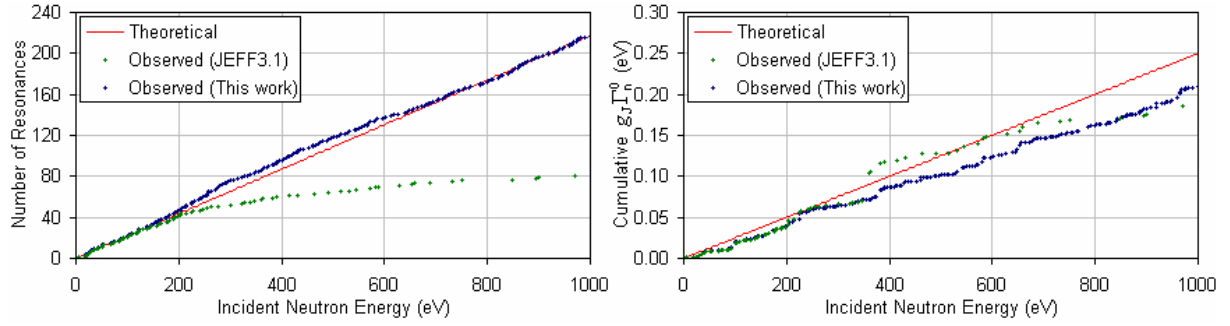 240
200
160
120
80
40
0
Number of Resonances
Theoretical
Observed (JEFF3.1)
Observed (This work)
0 200 400 600 800 1000
Incident Neutron Energy (eV)
0.30
0.25
0.20
0.15
0.10
0.05
0.00
Cumulative gJΓn0 (eV)
Theoretical
Observed (JEFF3.1)
Observed (This work)
0 200 400 600 800 1000
Incident Neutron Energy (eV)